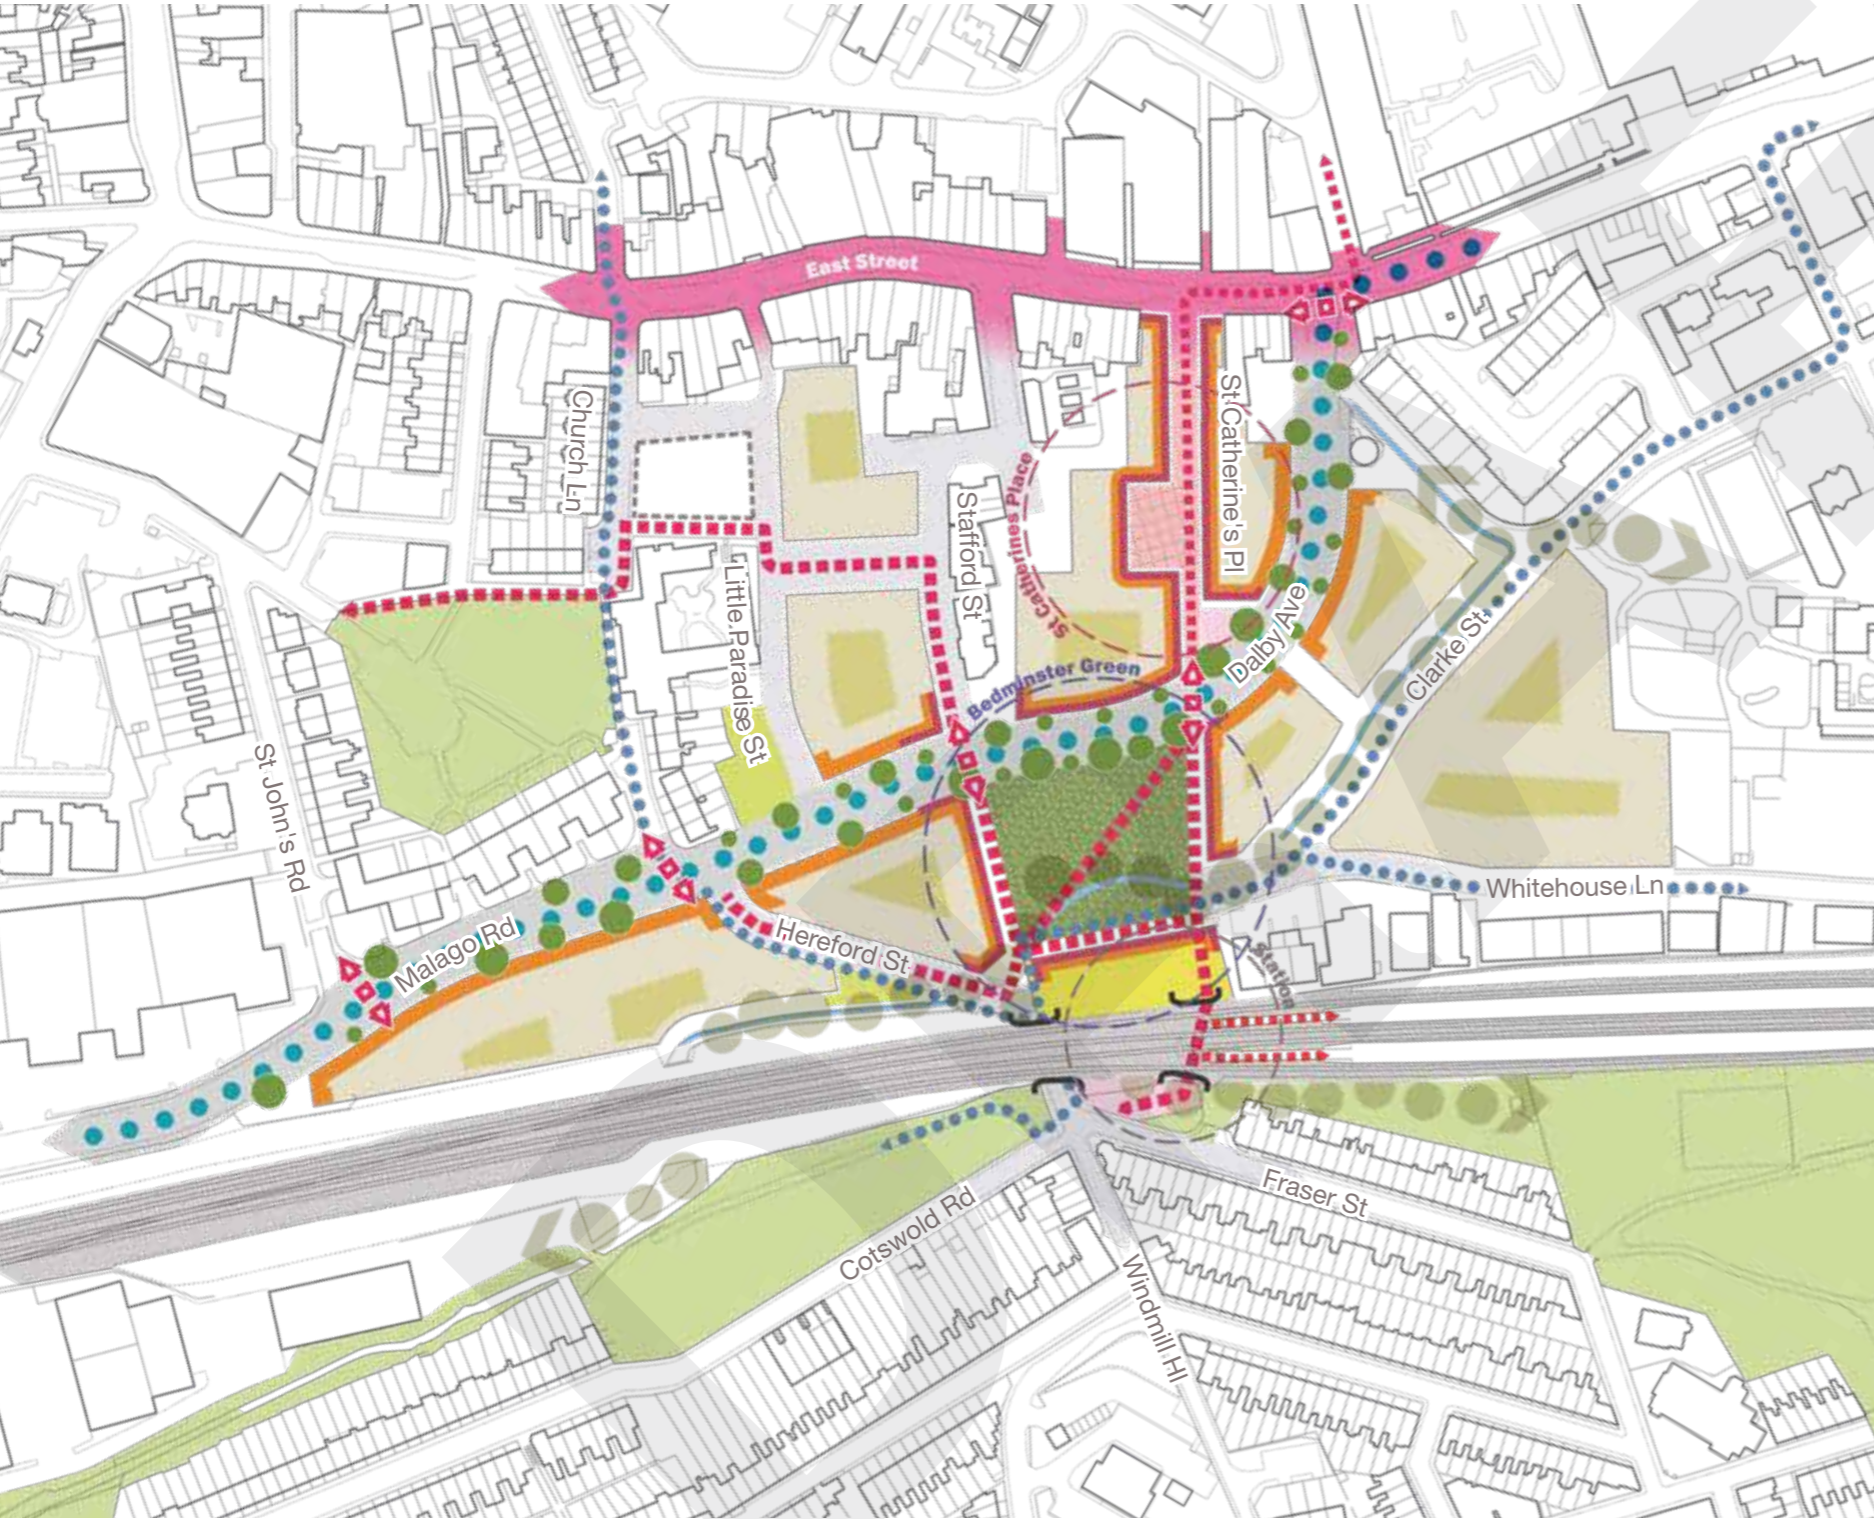 East Street
Church Ln
St Catherine's Pl
St Catherines Place
Stafford St
Little Paradise St
Dalby Ave
Clarke St
Bedminster Green
St John's Rd
Whitehouse Ln
Malago Rd
Hereford St
Station
Cotswold Rd
Fraser St
Windmill Hl